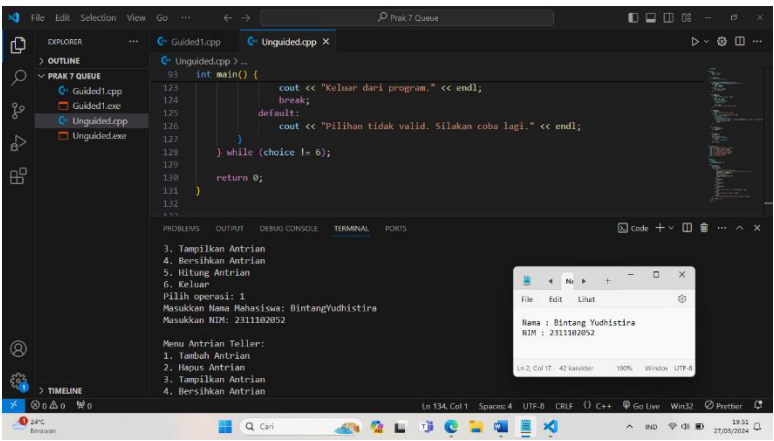 File Edit Selection View Go ... Prak 7 Queue
EXPLORER ...
> OUTLINE
PRAK 7 QUEUE
Guided1.cpp
Guided1.exe
Unguided.cpp
Unguided.exe
> TIMELINE
Guided1.cpp Unguided.cpp ×
Unguided.cpp > ...
93 int main() {
123 cout << "Keluar dari program." << endl;
124 break;
125 default:
126 cout << "Pilihan tidak valid. Silakan coba lagi." << endl;
127 }
128 } while (choice != 6);
129
130 return 0;
131 }
132
PROBLEMS OUTPUT DEBUG CONSOLE TERMINAL PORTS Code
3. Tampilkan Antrian
4. Bersihkan Antrian
5. Hitung Antrian
6. Keluar
Pilih operasi: 1
Masukkan Nama Mahasiswa: BintangYudhistira
Masukkan NIM: 2311102052
Menu Antrian Teller:
1. Tambah Antrian
2. Hapus Antrian
3. Tampilkan Antrian
4. Bersihkan Antrian
File Edit Lihat
Nama : Bintang Yudhistira
NIM : 2311102052
Ln 2, Col 17 42 karakter 100% Window UTF-8
0 0 0 Ln 134, Col 1 Spaces: 4 UTF-8 CRLF {} C++ Go Live Win32 Prettier
24°C
Berawan
Cari
IND
19.51
27/05/2024